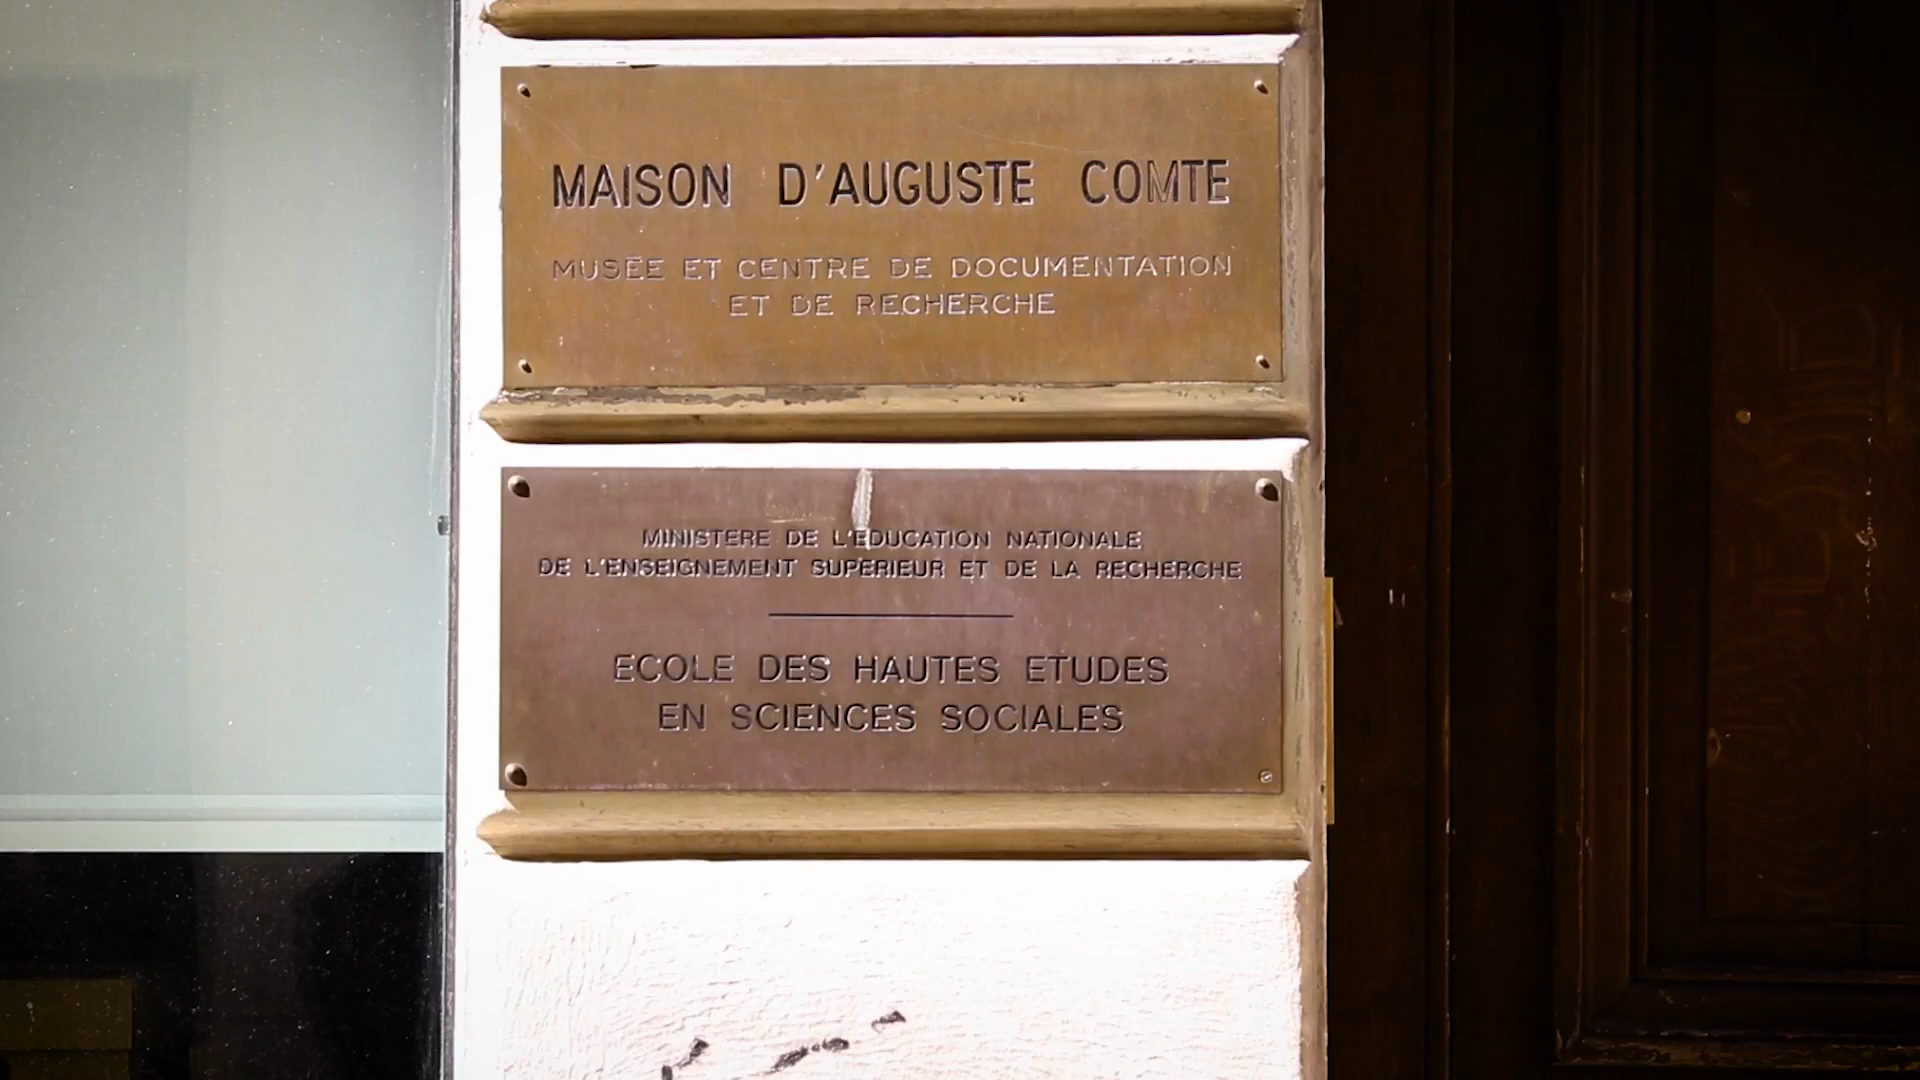 MAISON D'AUGUSTE COMTE
MUSÉE ET CENTRE DE DOCUMENTATION
ET DE RECHERCHE
MINISTERE DE L'EDUCATION NATIONALE
DE L'ENSEIGNEMENT SUPERIEUR ET DE LA RECHERCHE
ECOLE DES HAUTES ETUDES
EN SCIENCES SOCIALES